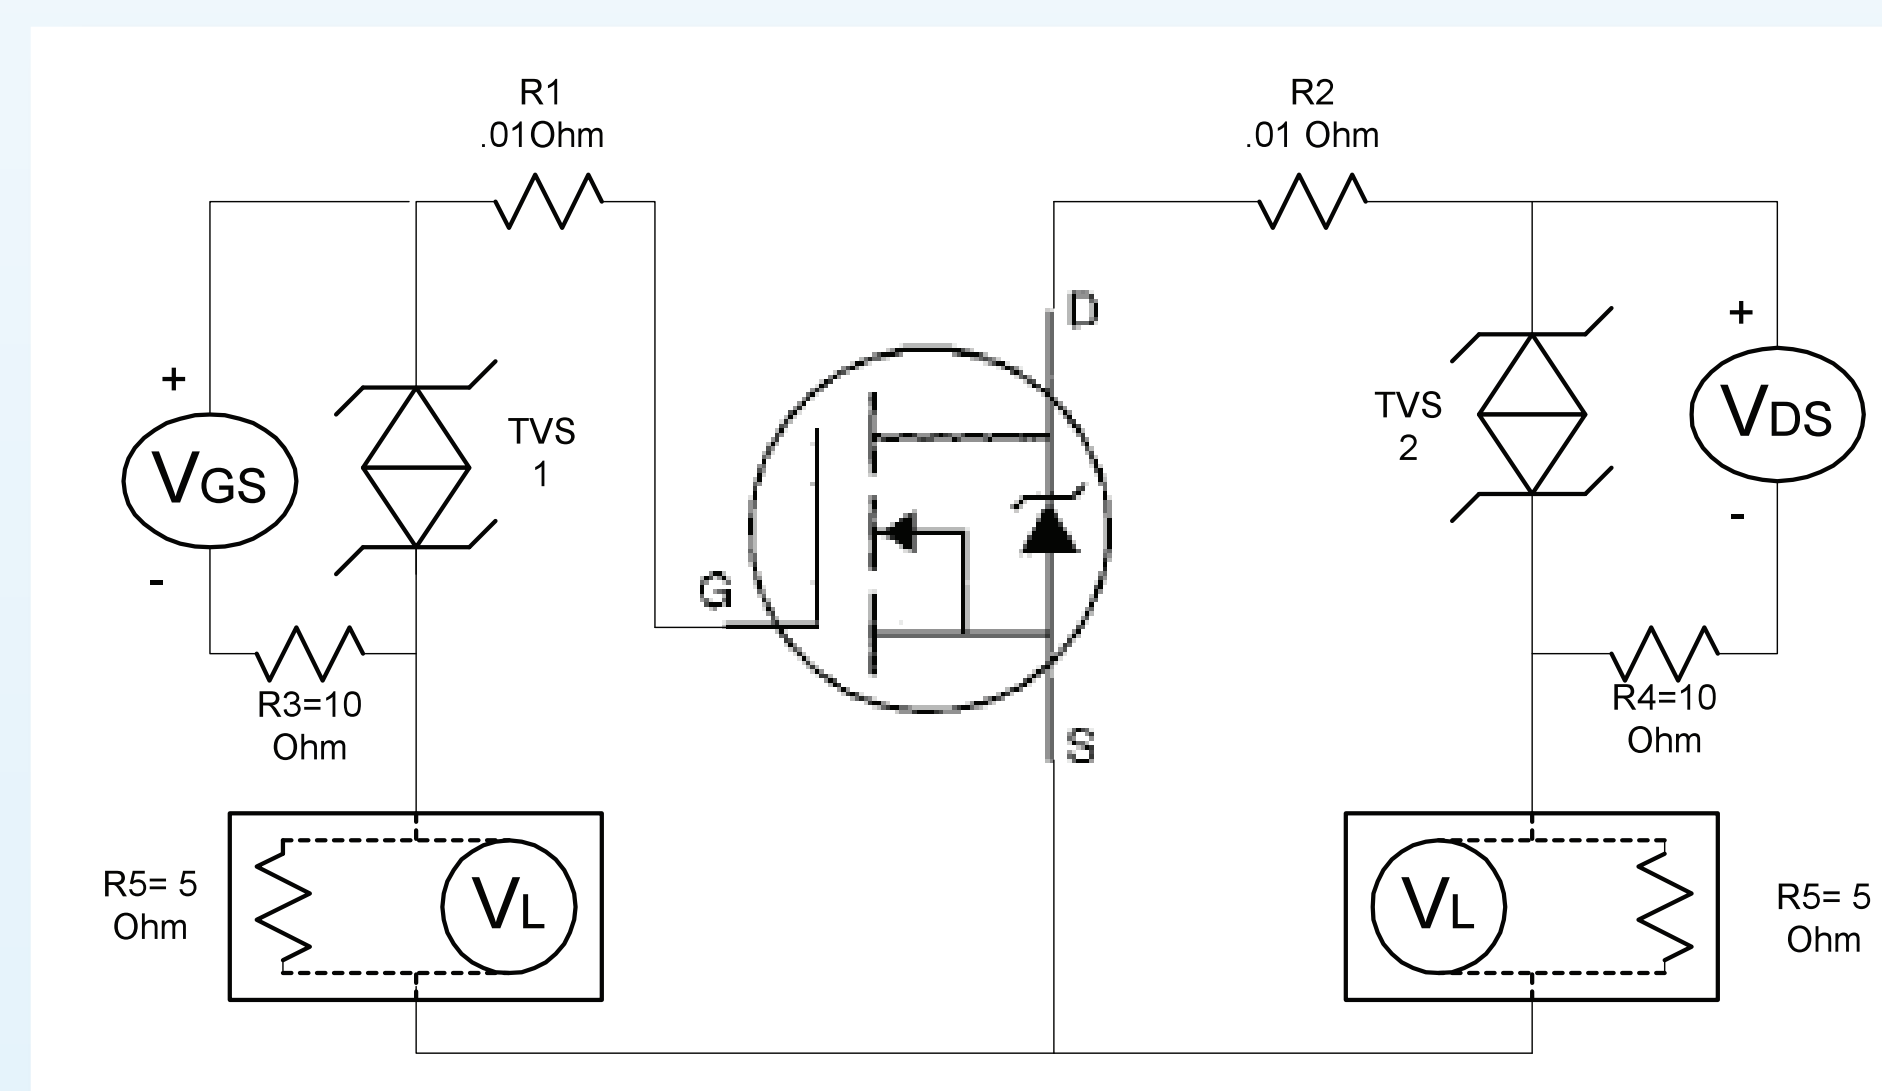 R1
.01Ohm
R2
.01 Ohm
D
+
+
VGS
TVS
1
TVS
2
VDS
-
-
G
R3=10
Ohm
S
R4=10
Ohm
R5= 5
Ohm
VL
VL
R5= 5
Ohm